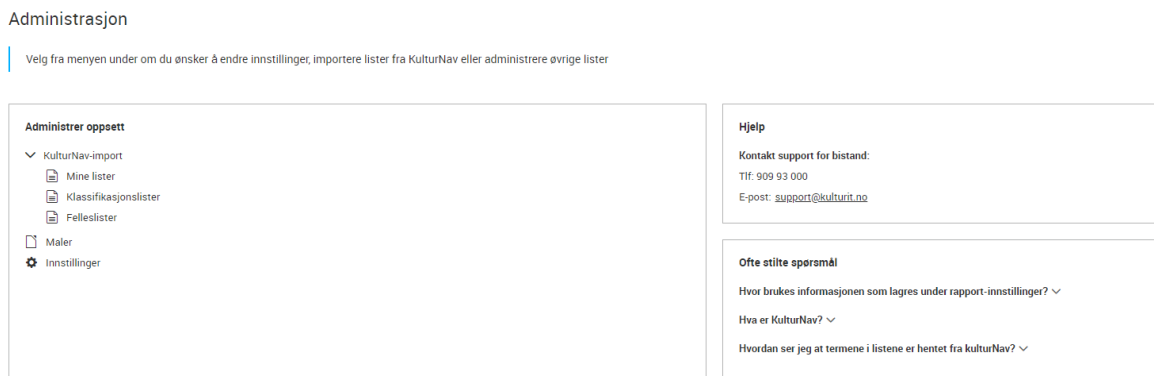 Administrasjon
Velg fra menyen under om du ønsker å endre innstillinger, importere lister fra KulturNav eller administrere øvrige lister
Administrer oppsett
KulturNav-import
Mine lister
Klassifikasjonslister
Felleslister
Maler
Innstillinger
Hjelp
Kontakt support for bistand:
Tlf: 909 93 000
E-post: support@kulturit.no
Ofte stilte spørsmål
Hvor brukes informasjonen som lagres under rapport-innstillinger?
Hva er KulturNav?
Hvordan ser jeg at termene i listene er hentet fra kulturNav?